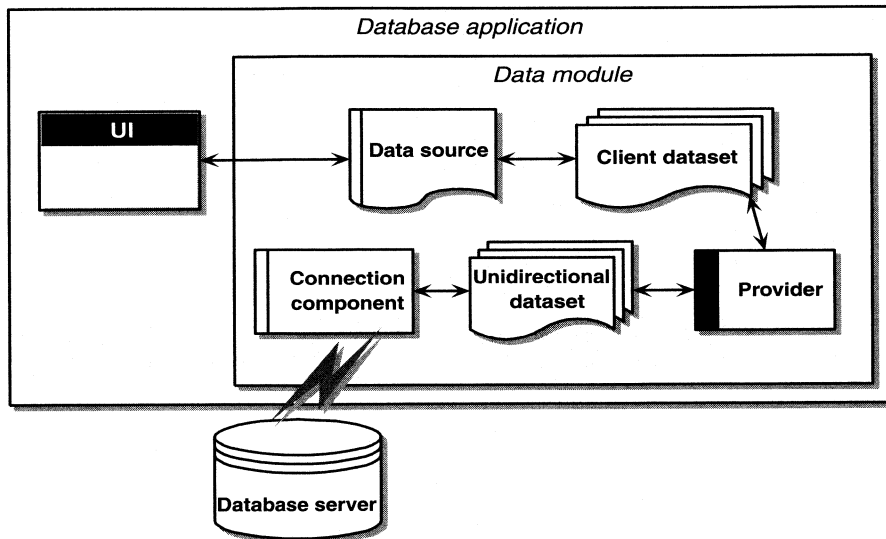 Database application
Data module
UI
Data source
Client dataset
Connection
component
Unidirectional
dataset
Provider
Database server